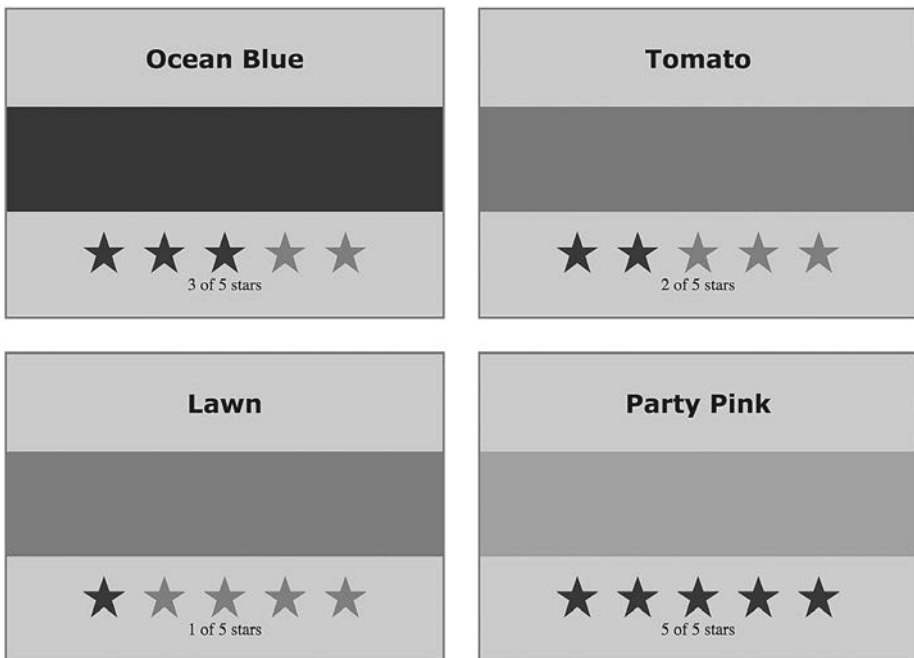 Ocean Blue
3 of 5 stars
Tomato
2 of 5 stars
Lawn
1 of 5 stars
Party Pink
5 of 5 stars